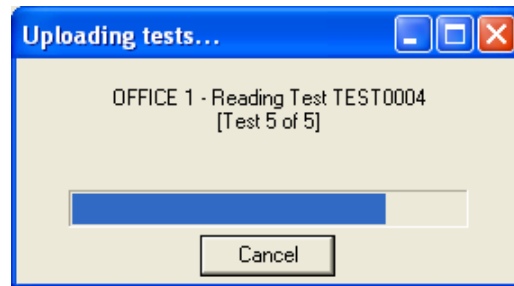 Uploading tests...
OFFICE 1 - Reading Test TEST0004
[Test 5 of 5]
Cancel